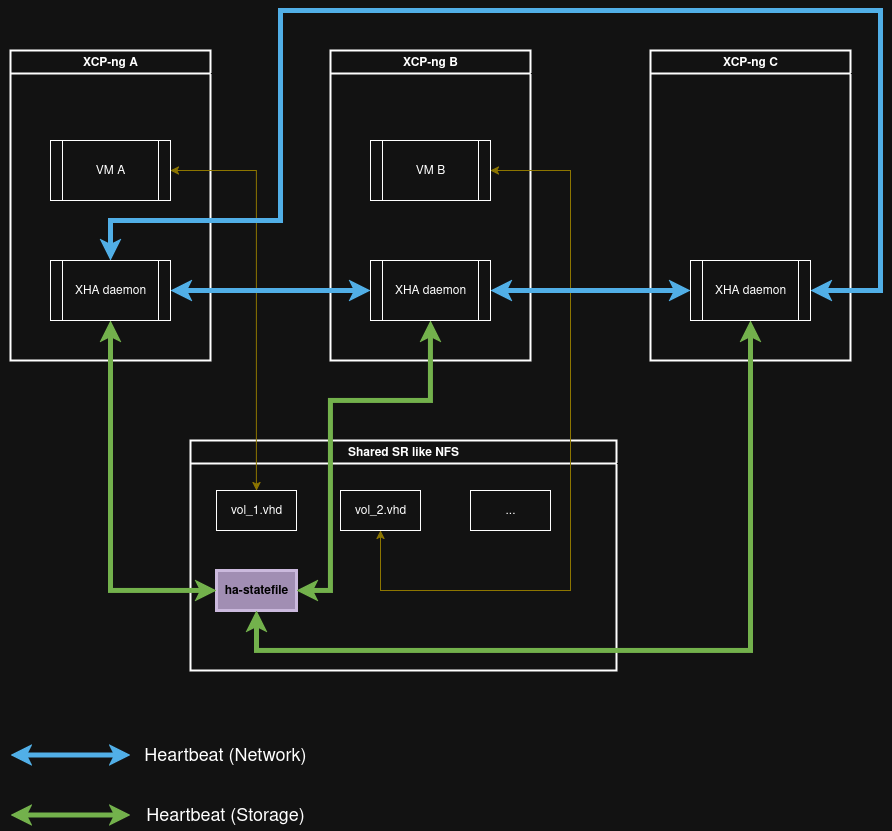 XCP-ng A
XCP-ng B
XCP-ng C
VM A
VM B
XHA daemon
XHA daemon
XHA daemon
Shared SR like NFS
vol_1.vhd
vol_2.vhd
...
ha-statefile
Heartbeat (Network)
Heartbeat (Storage)